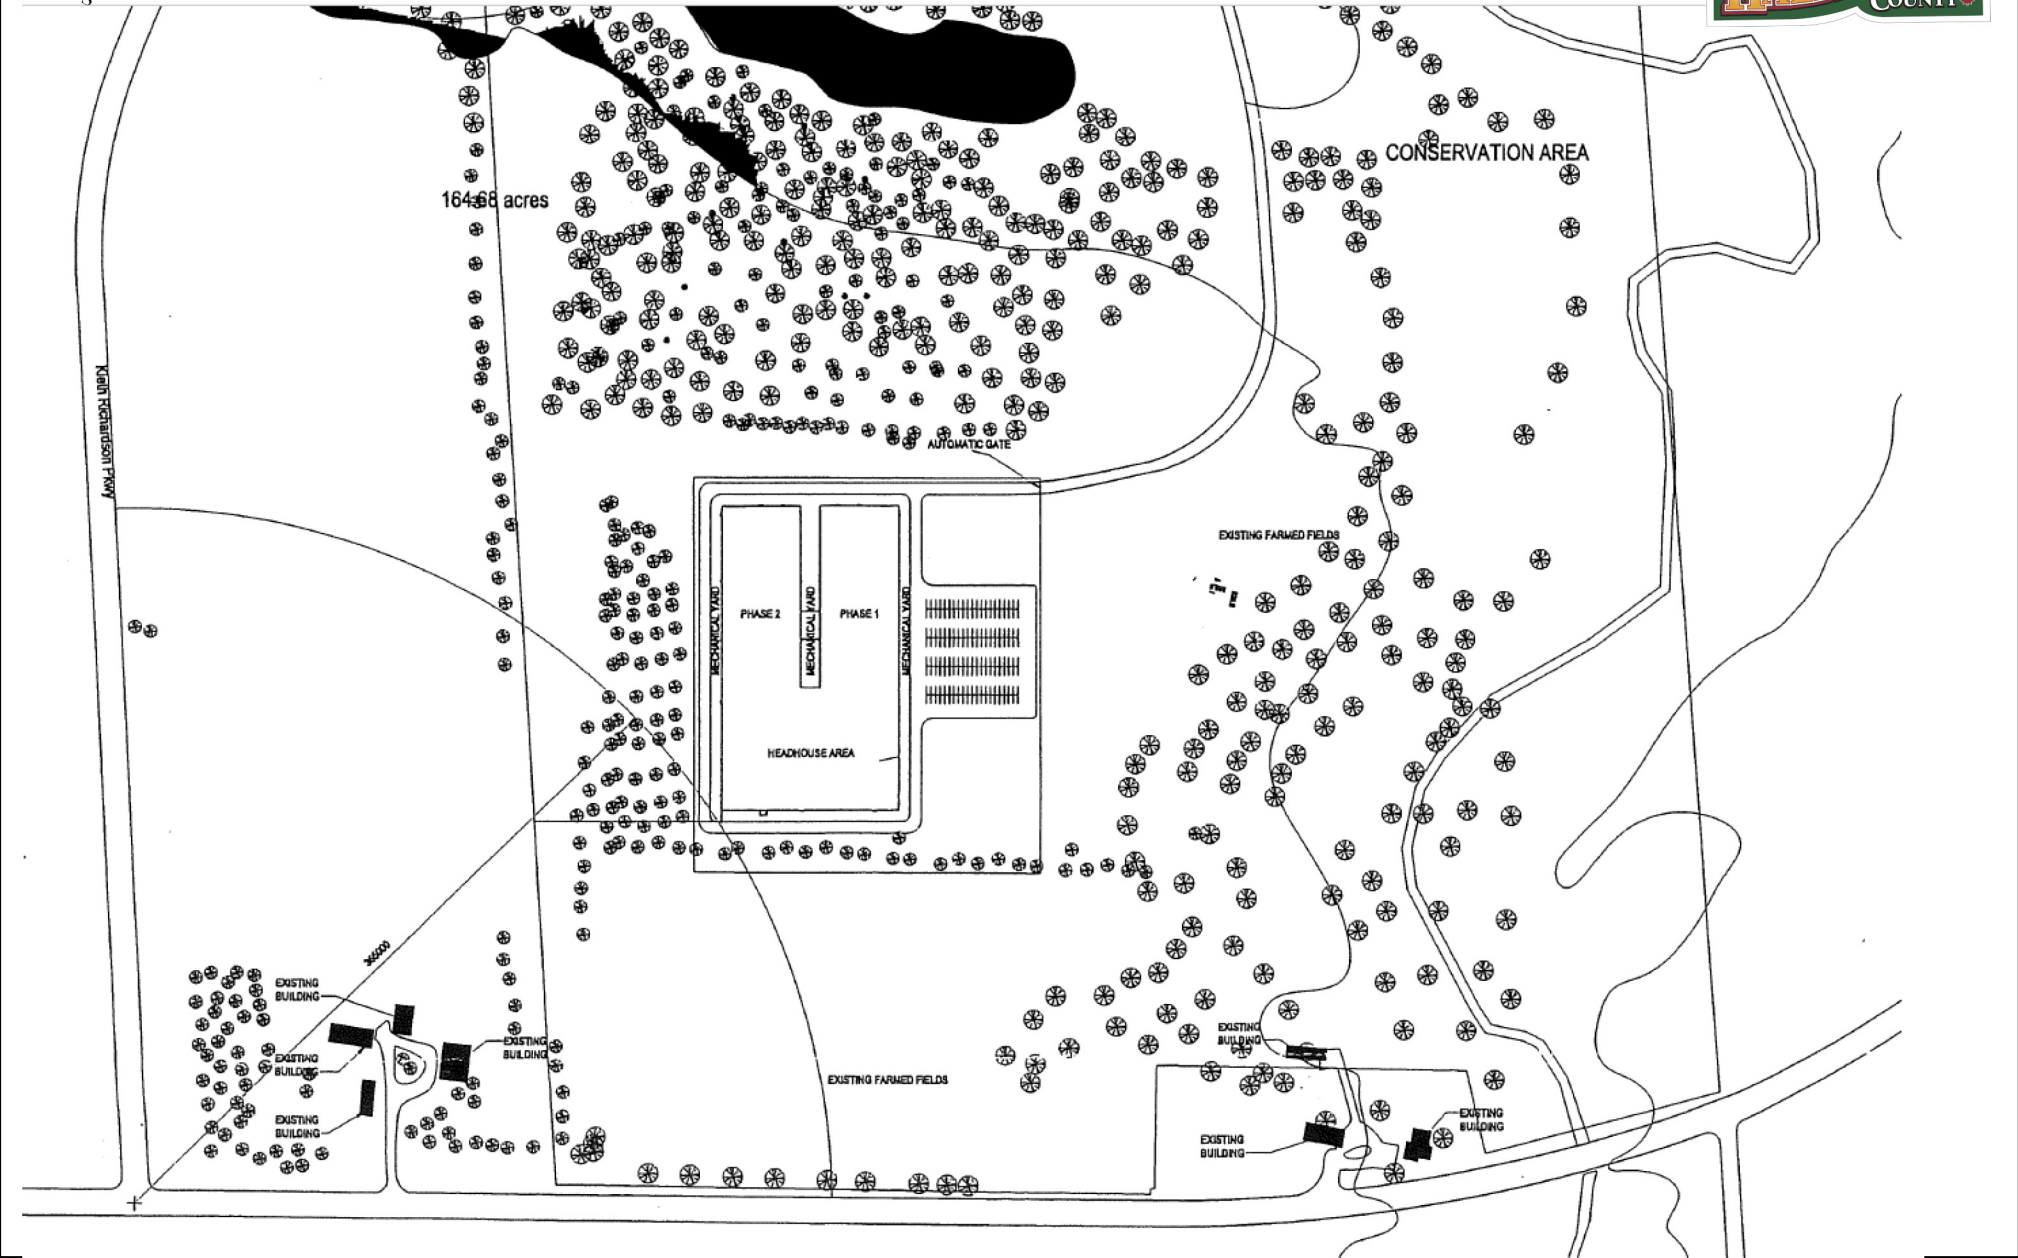 COUNTY
CONSERVATION AREA
164.68 acres
Kieth Richardson Pkwy
AUTOMATIC GATE
EXISTING FARMED FIELDS
MECHANICAL YARD
PHASE 2
MECHANICAL YARD
PHASE 1
MECHANICAL YARD
HEADHOUSE AREA
EXISTING
BUILDING
EXISTING
BUILDING
EXISTING
BUILDING
EXISTING
BUILDING
EXISTING FARMED FIELDS
EXISTING
BUILDING
EXISTING
BUILDING
EXISTING
BUILDING